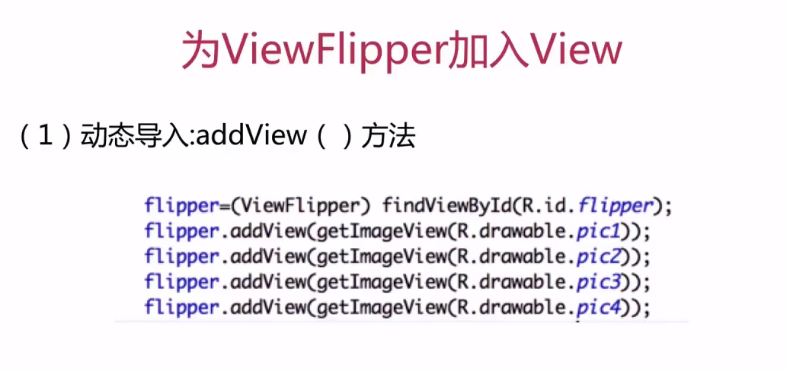 为ViewFlipper加入View
（1）动态导入:addView（ ）方法
flipper=(ViewFlipper) findViewById(R.id.flipper);
flipper.addView(getImageView(R.drawable.pic1));
flipper.addView(getImageView(R.drawable.pic2));
flipper.addView(getImageView(R.drawable.pic3));
flipper.addView(getImageView(R.drawable.pic4));